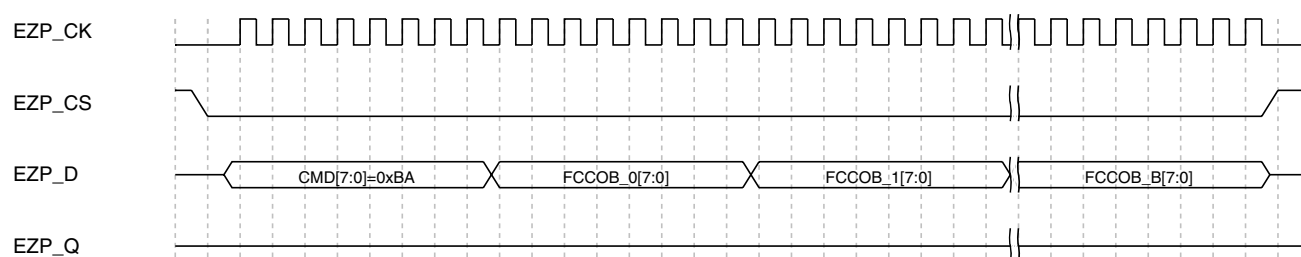 EZP_CK
EZP_CS
EZP_D CMD[7:0]=0xBA FCCOB_0[7:0] FCCOB_1[7:0] FCCOB_B[7:0]
EZP_Q